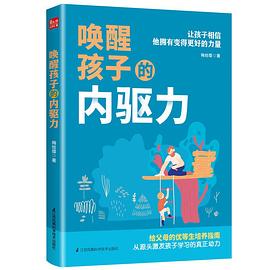 让孩子相信
他拥有变得更好的力量
唤醒
孩子的
内驱力
给父母的优等生培养指南
从源头激发孩子学习的真正动力
唤醒孩子的内驱力